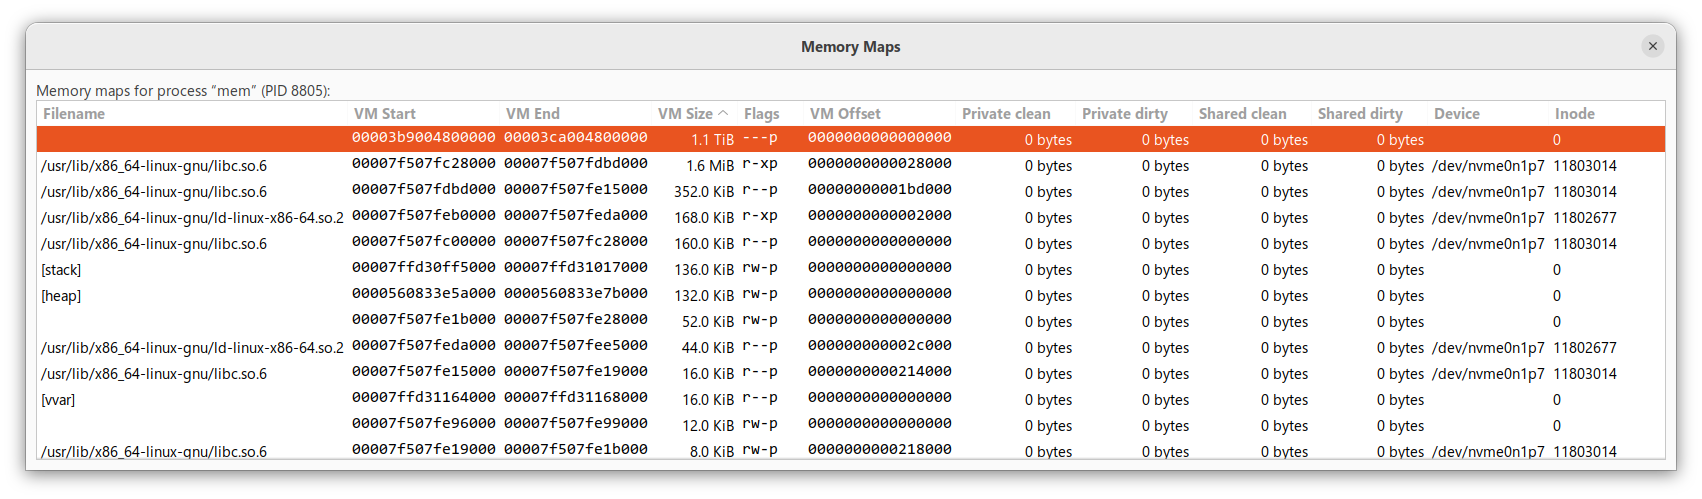 Memory Maps
Memory maps for process “mem” (PID 8805):
Filename VM Start VM End VM Size Flags VM Offset Private clean Private dirty Shared clean Shared dirty Device Inode
00003b9004800000 00003ca004800000 1.1 TiB ---p 0000000000000000 0 bytes 0 bytes 0 bytes 0 bytes 0
/usr/lib/x86_64-linux-gnu/libc.so.6 00007f507fc28000 00007f507fdbd000 1.6 MiB r-xp 0000000000028000 0 bytes 0 bytes 0 bytes 0 bytes /dev/nvme0n1p7 11803014
/usr/lib/x86_64-linux-gnu/libc.so.6 00007f507fdbd000 00007f507fe15000 352.0 KiB r--p 00000000001bd000 0 bytes 0 bytes 0 bytes 0 bytes /dev/nvme0n1p7 11803014
/usr/lib/x86_64-linux-gnu/ld-linux-x86-64.so.2 00007f507feb0000 00007f507feda000 168.0 KiB r-xp 0000000000002000 0 bytes 0 bytes 0 bytes 0 bytes /dev/nvme0n1p7 11802677
/usr/lib/x86_64-linux-gnu/libc.so.6 00007f507fc00000 00007f507fc28000 160.0 KiB r--p 0000000000000000 0 bytes 0 bytes 0 bytes 0 bytes /dev/nvme0n1p7 11803014
[stack] 00007ffd30ff5000 00007ffd31017000 136.0 KiB rw-p 0000000000000000 0 bytes 0 bytes 0 bytes 0 bytes 0
[heap] 0000560833e5a000 0000560833e7b000 132.0 KiB rw-p 0000000000000000 0 bytes 0 bytes 0 bytes 0 bytes 0
00007f507fe1b000 00007f507fe28000 52.0 KiB rw-p 0000000000000000 0 bytes 0 bytes 0 bytes 0 bytes 0
/usr/lib/x86_64-linux-gnu/ld-linux-x86-64.so.2 00007f507feda000 00007f507fee5000 44.0 KiB r--p 000000000002c000 0 bytes 0 bytes 0 bytes 0 bytes /dev/nvme0n1p7 11802677
/usr/lib/x86_64-linux-gnu/libc.so.6 00007f507fe15000 00007f507fe19000 16.0 KiB r--p 0000000000214000 0 bytes 0 bytes 0 bytes 0 bytes /dev/nvme0n1p7 11803014
[vvar] 00007ffd31164000 00007ffd31168000 16.0 KiB r--p 0000000000000000 0 bytes 0 bytes 0 bytes 0 bytes 0
00007f507fe96000 00007f507fe99000 12.0 KiB rw-p 0000000000000000 0 bytes 0 bytes 0 bytes 0 bytes 0
/usr/lib/x86_64-linux-gnu/libc.so.6 00007f507fe19000 00007f507fe1b000 8.0 KiB rw-p 0000000000218000 0 bytes 0 bytes 0 bytes 0 bytes /dev/nvme0n1p7 11803014